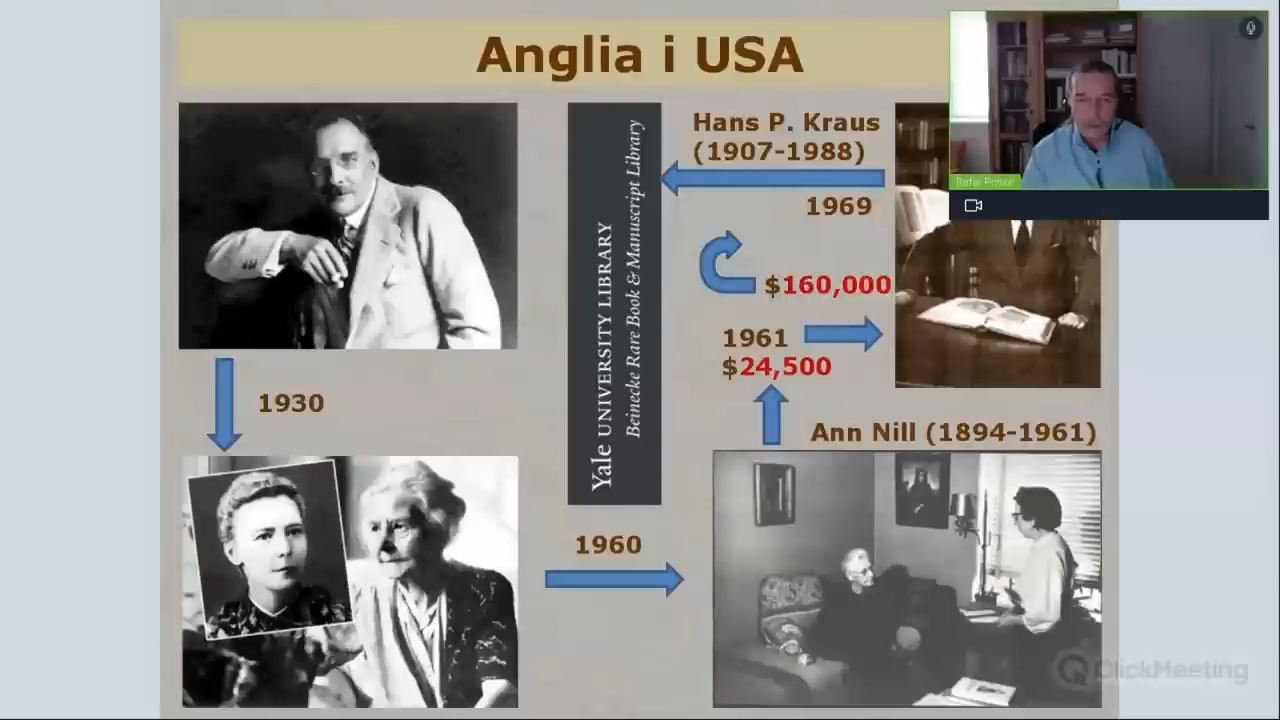 Anglia i USA
Hans P. Kraus
(1907-1988)
1969
$160,000
1961
$24,500
Yale UNIVERSITY LIBRARY
Beinecke Rare Book & Manuscript Library
1930
Ann Nill (1894-1961)
1960
ClickMeeting